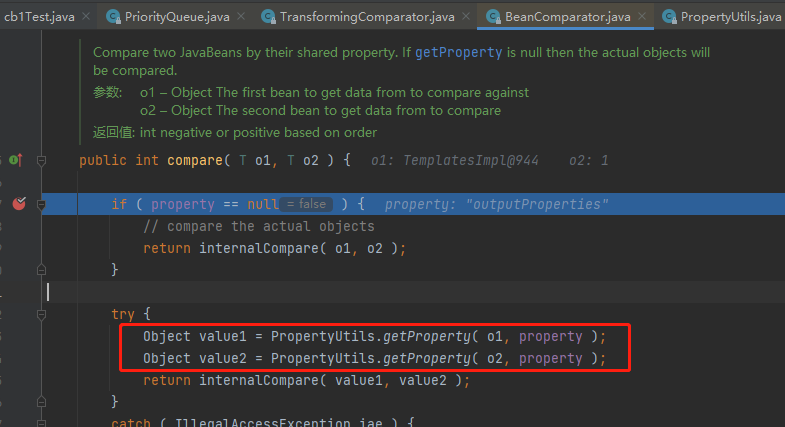 cb1Test.java PriorityQueue.java TransformingComparator.java BeanComparator.java PropertyUtils.java
Compare two JavaBeans by their shared property. If getProperty is null then the actual objects will
be compared.
参数: o1 – Object The first bean to get data from to compare against
o2 – Object The second bean to get data from to compare
返回值: int negative or positive based on order
public int compare( T o1, T o2 ) { o1: TemplatesImpl@944 o2: 1
if ( property == null = false ) { property: "outputProperties"
// compare the actual objects
return internalCompare( o1, o2 );
}
try {
Object value1 = PropertyUtils.getProperty( o1, property );
Object value2 = PropertyUtils.getProperty( o2, property );
return internalCompare( value1, value2 );
}
catch ( IllegalAccessException iae ) {